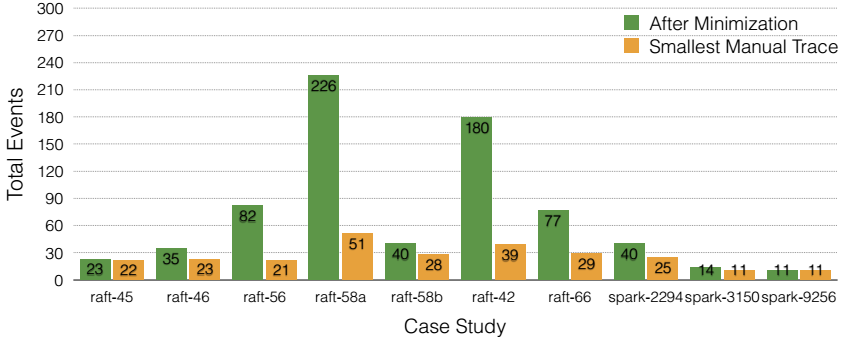 300
270
240
210
180
150
120
90
60
30
0
Total Events
After Minimization
Smallest Manual Trace
23 22 35 23 82 21 226 51 40 28 180 39 77 29 40 25 14 11 11 11
raft-45 raft-46 raft-56 raft-58a raft-58b raft-42 raft-66 spark-2294 spark-3150 spark-9256
Case Study